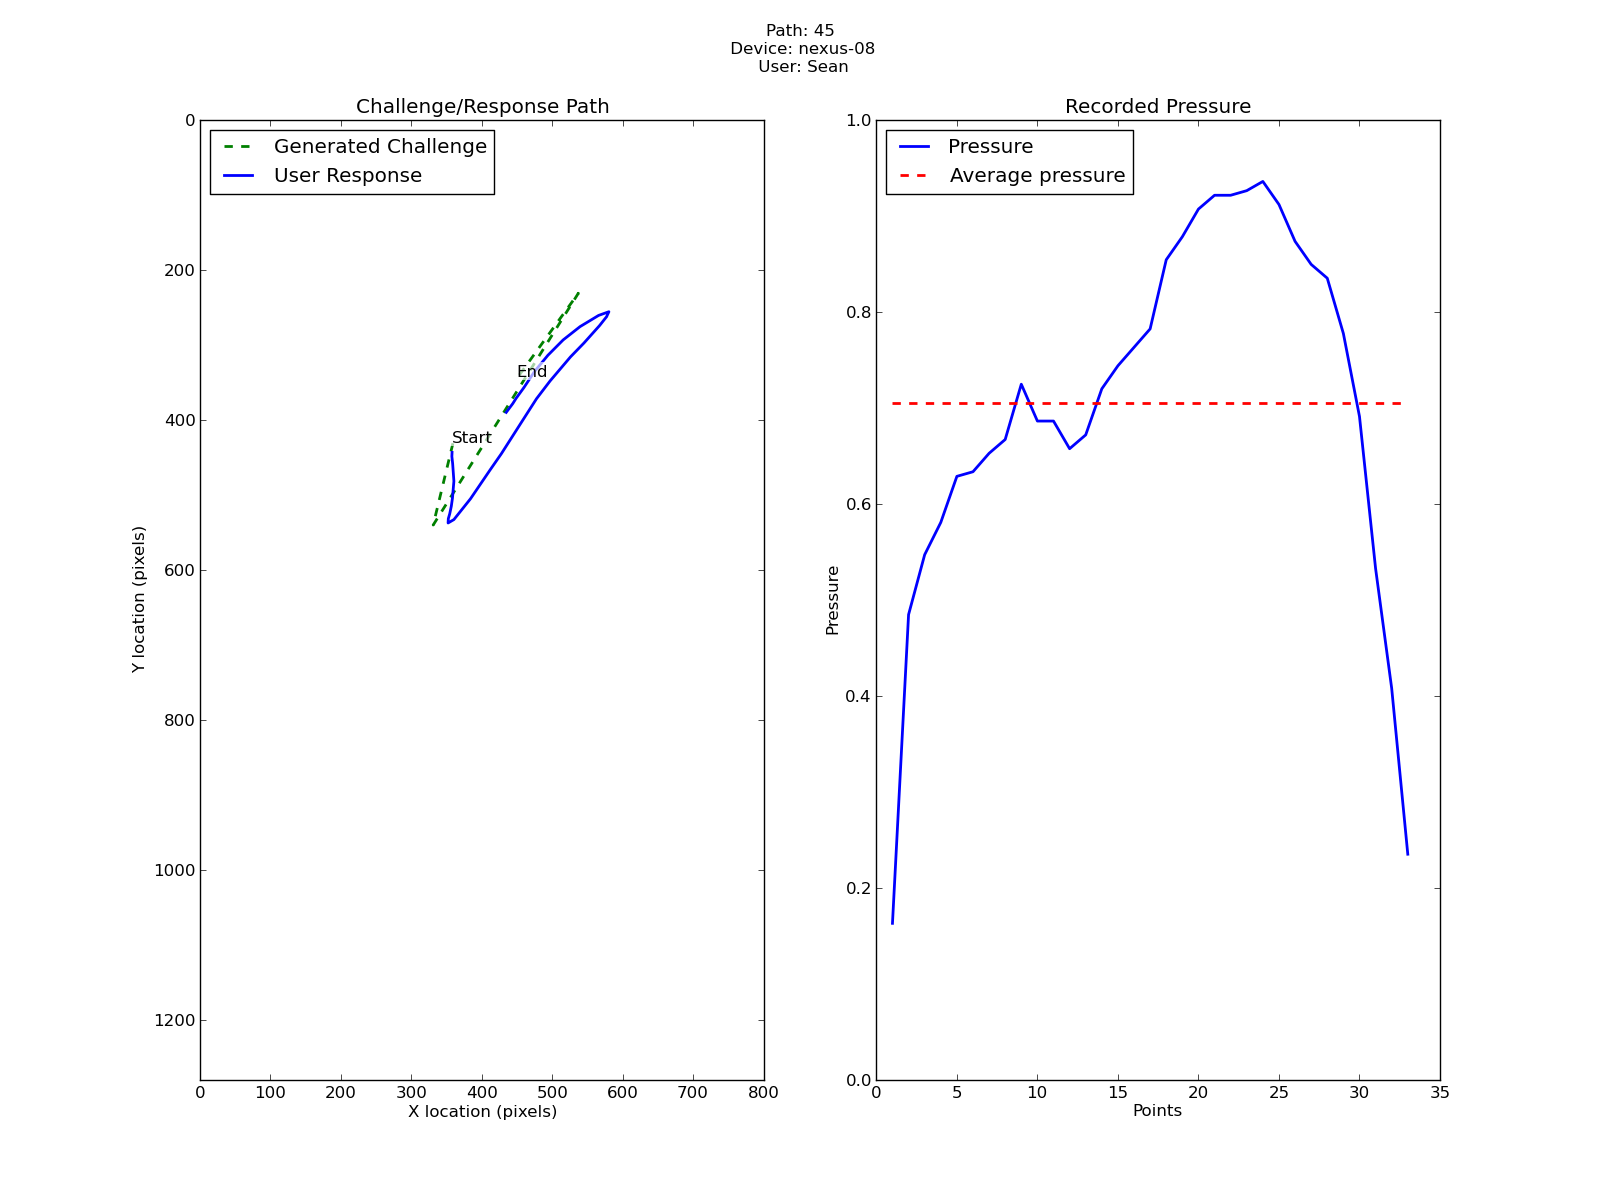 Path: 45
Device: nexus-08
User: Sean
Challenge/Response Path
Generated Challenge
User Response
End
Start
0
200
400
600
800
1000
1200
Y location (pixels)
0 100 200 300 400 500 600 700 800
X location (pixels)
Recorded Pressure
Pressure
Average pressure
1.0
0.8
0.6
0.4
0.2
0.0
Pressure
0 5 10 15 20 25 30 35
Points